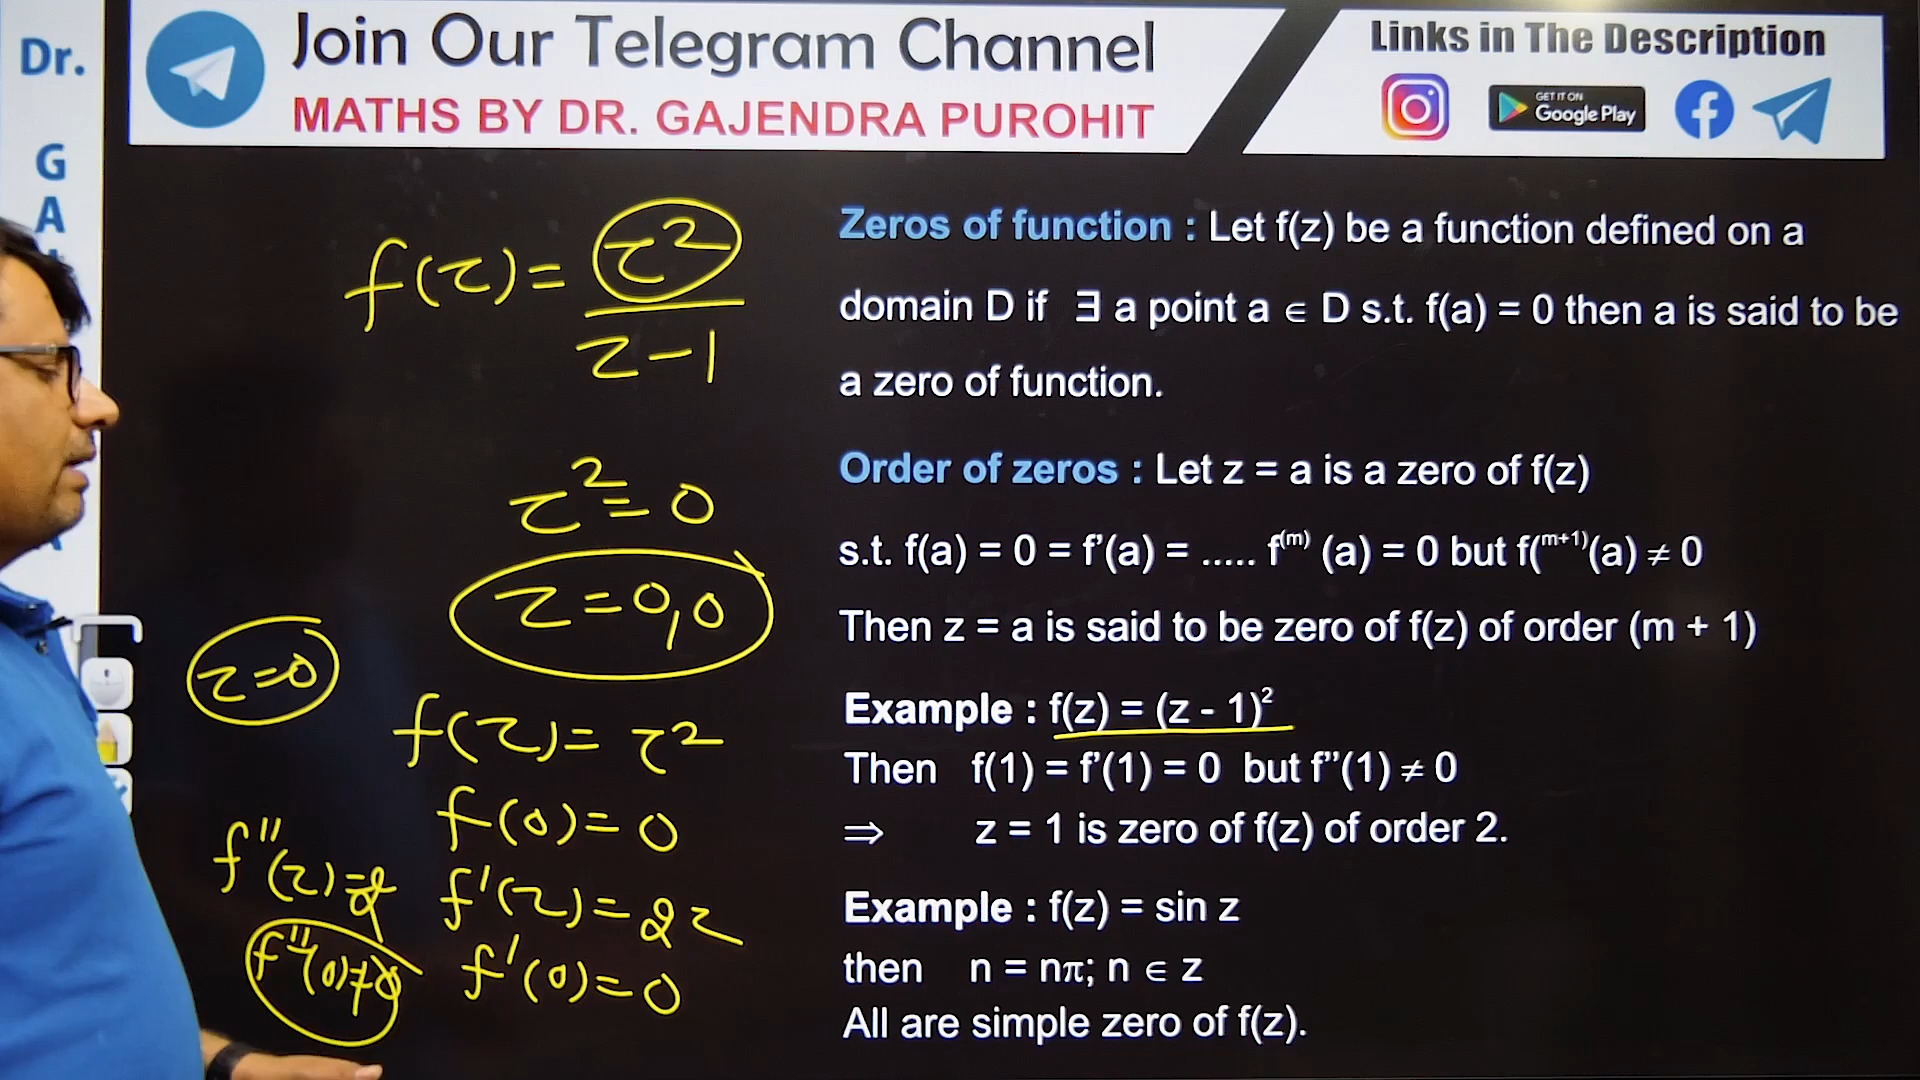 Dr.
G
A
Join Our Telegram Channel
MATHS BY DR. GAJENDRA PUROHIT
Links in The Description
GET IT ON
Google Play
f(z) = z²/(z-1)
z² = 0
z = 0,0
z=0
f(z) = z²
f(0) = 0
f''(z) = 2
f'(z) = 2z
f''(0) ≠ 0
f'(0) = 0
Zeros of function : Let f(z) be a function defined on a
domain D if ∃ a point a ∈ D s.t. f(a) = 0 then a is said to be
a zero of function.
Order of zeros : Let z = a is a zero of f(z)
s.t. f(a) = 0 = f'(a) = ..... f⁽ᵐ⁾ (a) = 0 but f(ᵐ⁺¹⁾(a) ≠ 0
Then z = a is said to be zero of f(z) of order (m + 1)
Example : f(z) = (z - 1)²
Then f(1) = f'(1) = 0 but f''(1) ≠ 0
⇒ z = 1 is zero of f(z) of order 2.
Example : f(z) = sin z
then n = nπ; n ∈ z
All are simple zero of f(z).